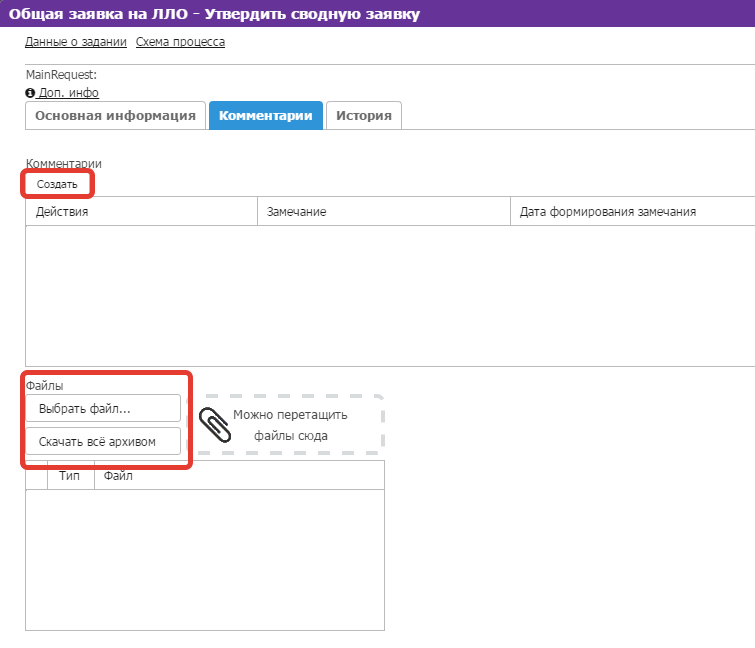 Общая заявка на ЛЛО - Утвердить сводную заявку
Данные о задании Схема процесса
MainRequest:
Доп. инфо
Основная информация Комментарии История
Комментарии
Создать
Действия Замечание Дата формирования замечания
Файлы
Выбрать файл...
Скачать всё архивом
Можно перетащить
файлы сюда
Тип Файл